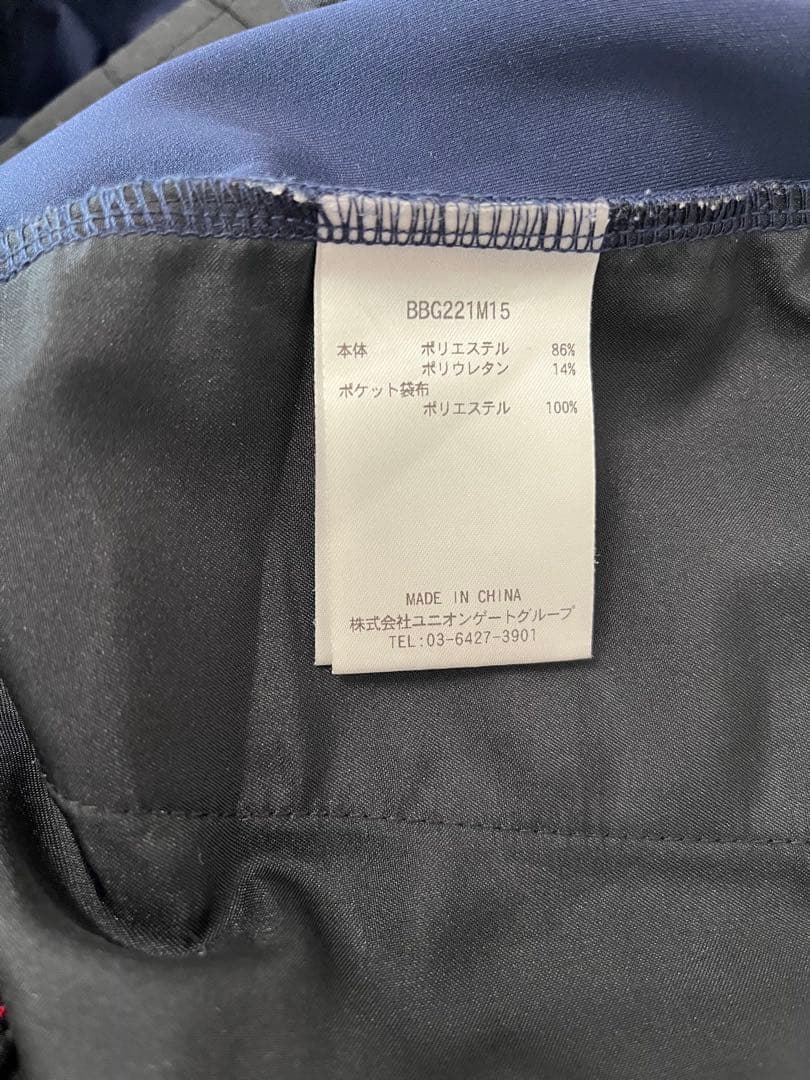 BBG221M15
本体 ポリエステル 86%
ポリウレタン 14%
ポケット袋布
ポリエステル 100%
MADE IN CHINA
株式会社ユニオンゲートグループ
TEL:03-6427-3901